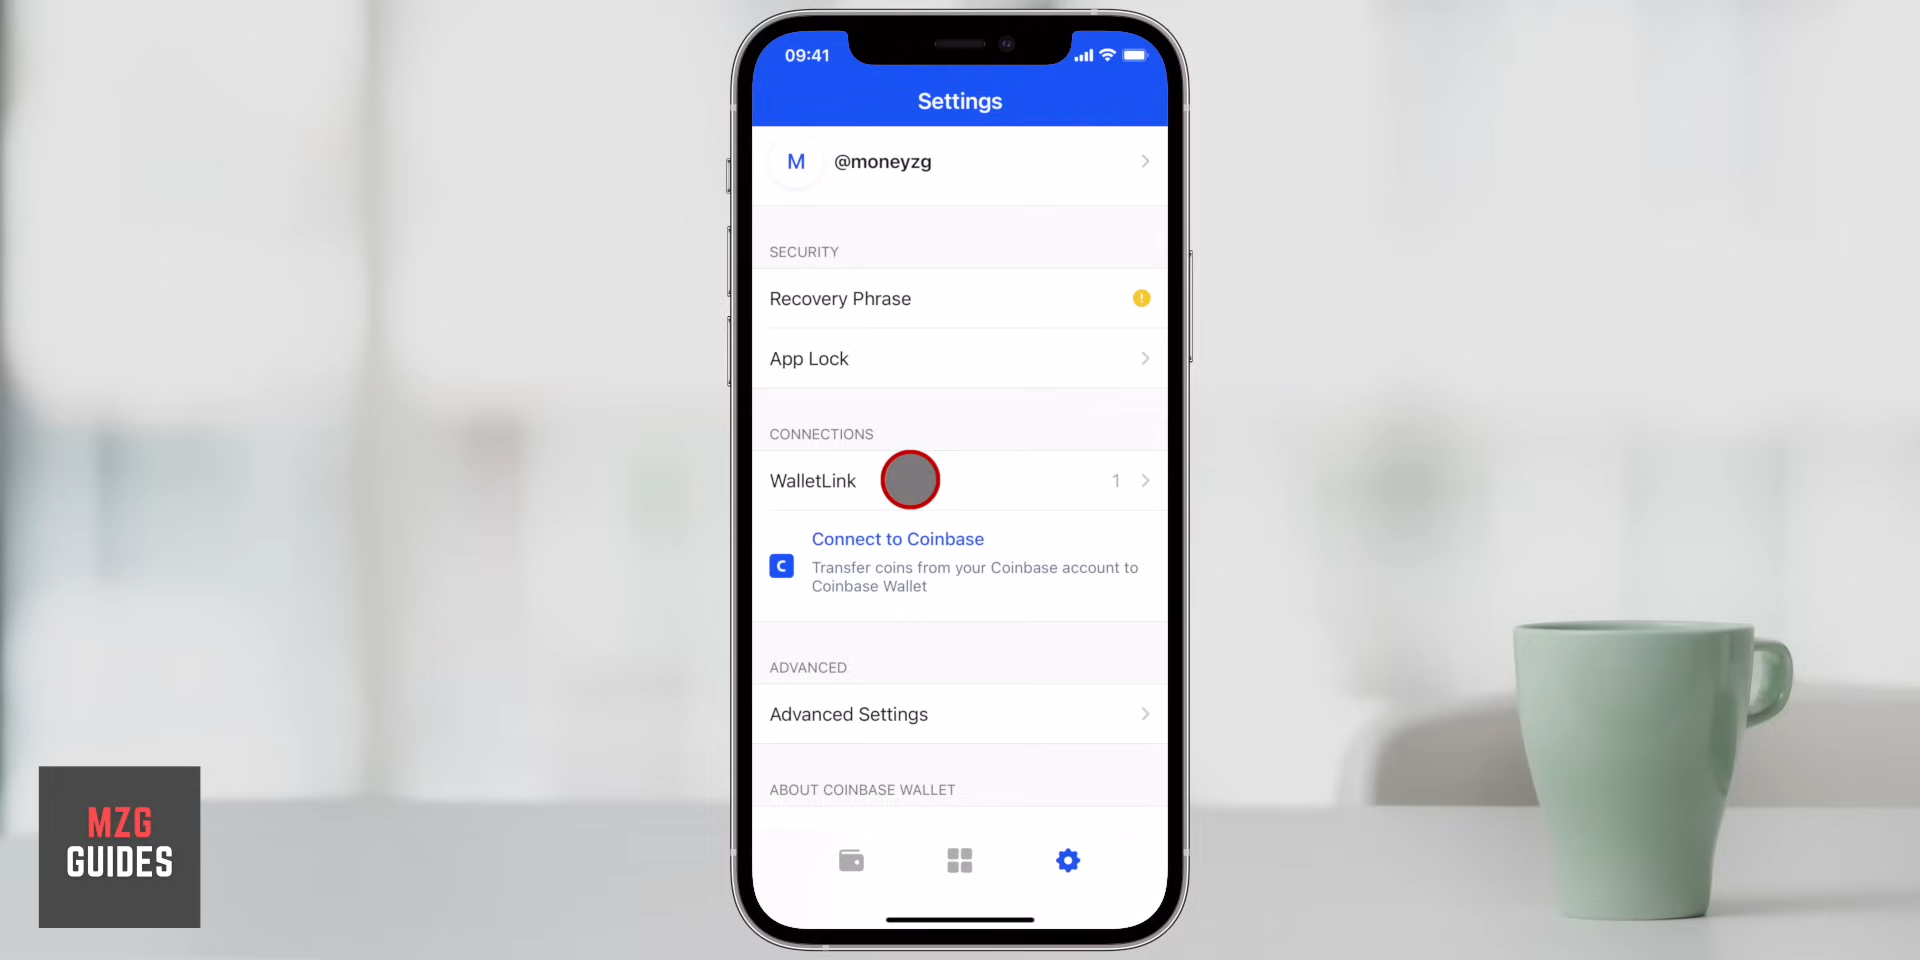 09:41
Settings
M @moneyzg
SECURITY
Recovery Phrase
App Lock
CONNECTIONS
WalletLink 1
Connect to Coinbase
C Transfer coins from your Coinbase account to
Coinbase Wallet
ADVANCED
Advanced Settings
ABOUT COINBASE WALLET
MZG
GUIDES